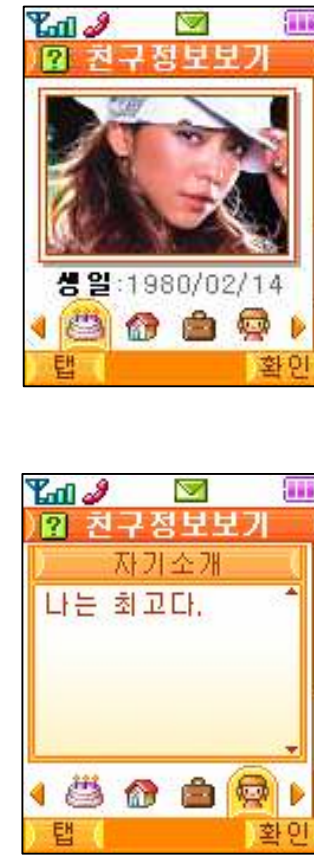 친구정보보기
생일:1980/02/14
탭 확인
친구정보보기
자기소개
나는 최고다.
탭 확인